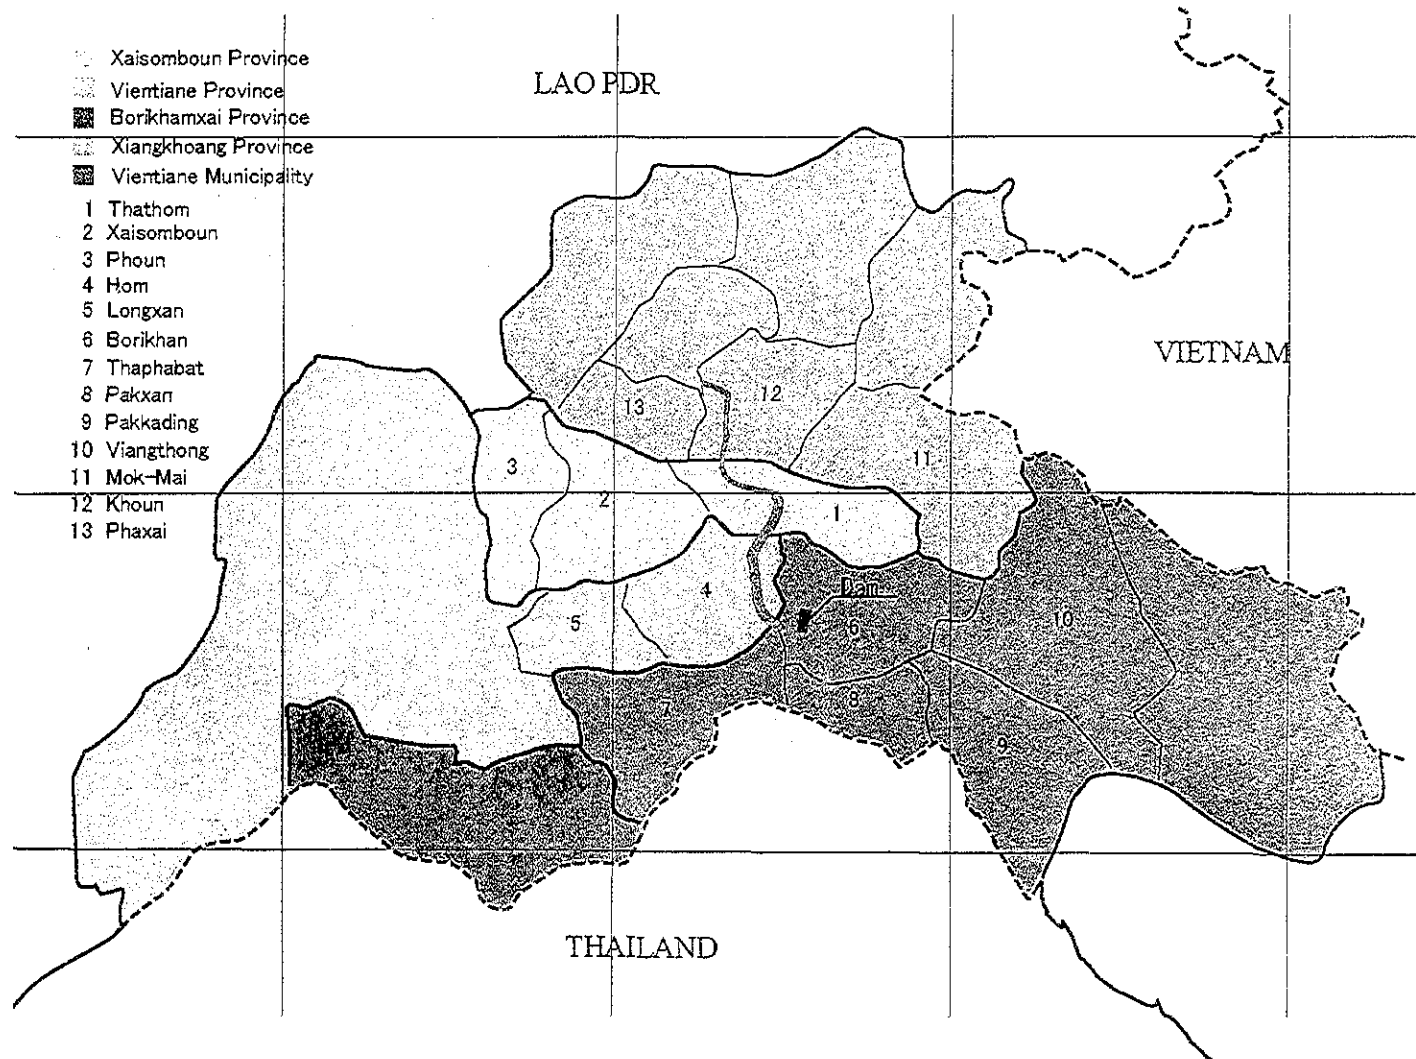 Xaisomboun Province
Vientiane Province
Borikhamxai Province
Xiangkhoang Province
Vientiane Municipality
1 Thathom
2 Xaisomboun
3 Phoun
4 Hom
5 Longxan
6 Borikhan
7 Thaphabat
8 Pakxan
9 Pakkading
10 Viangthong
11 Mok-Mai
12 Khoun
13 Phaxai
LAO PDR
VIETNAM
13
12
3
11
2
1
4
Dam
5
6
10
7
8
9
THAILAND